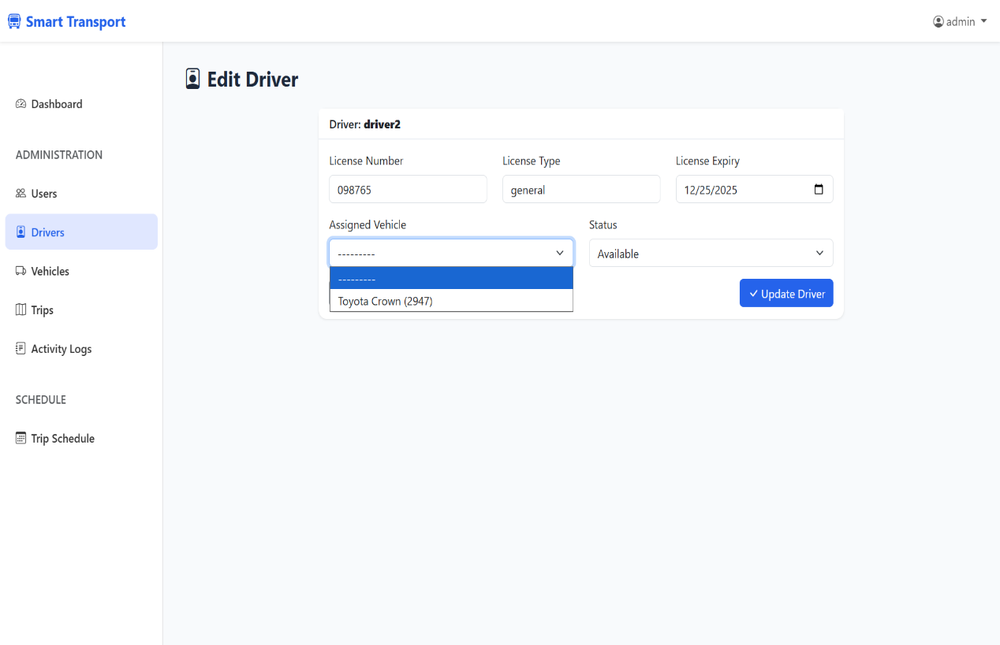 Smart Transport
admin
Dashboard
ADMINISTRATION
Users
Drivers
Vehicles
Trips
Activity Logs
SCHEDULE
Trip Schedule
Edit Driver
Driver: driver2
License Number
License Type
License Expiry
098765
general
12/25/2025
Assigned Vehicle
Status
---------
Available
---------
Toyota Crown (2947)
Update Driver